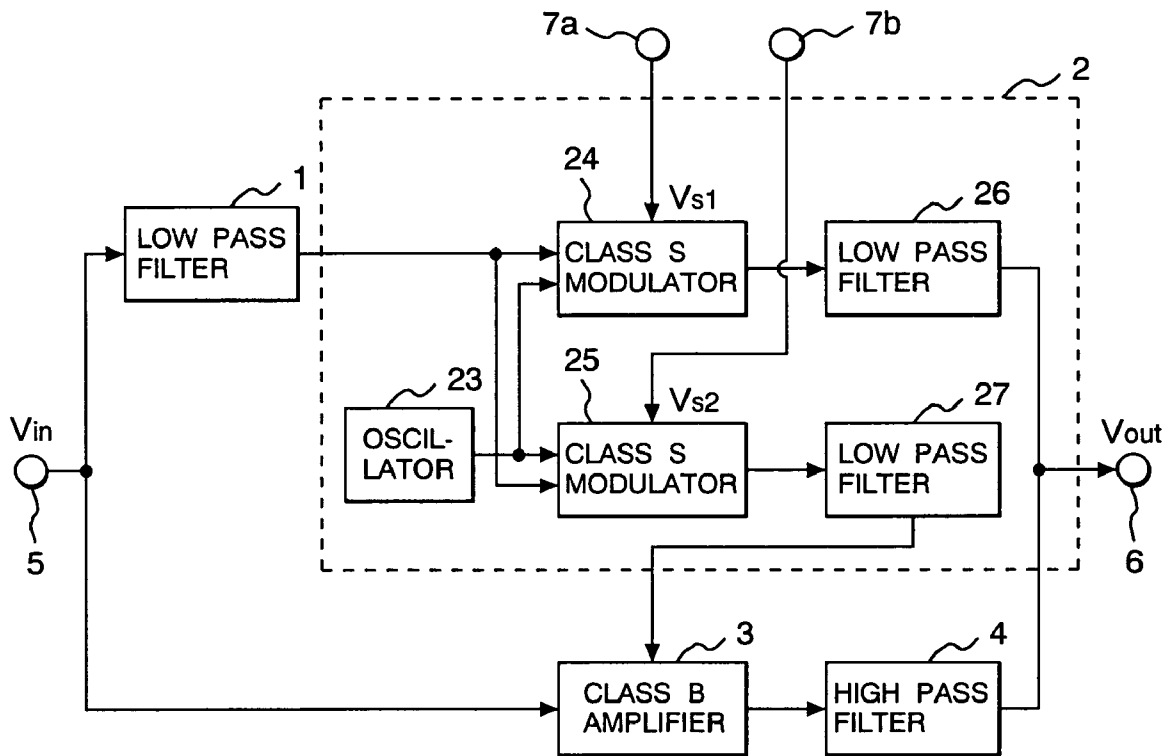 7a
7b
2
24
Vs1
26
1
LOW PASS
FILTER
CLASS S
MODULATOR
LOW PASS
FILTER
23
25
Vs2
27
Vin
OSCIL-
LATOR
CLASS S
MODULATOR
LOW PASS
FILTER
Vout
5
6
3
4
CLASS B
AMPLIFIER
HIGH PASS
FILTER